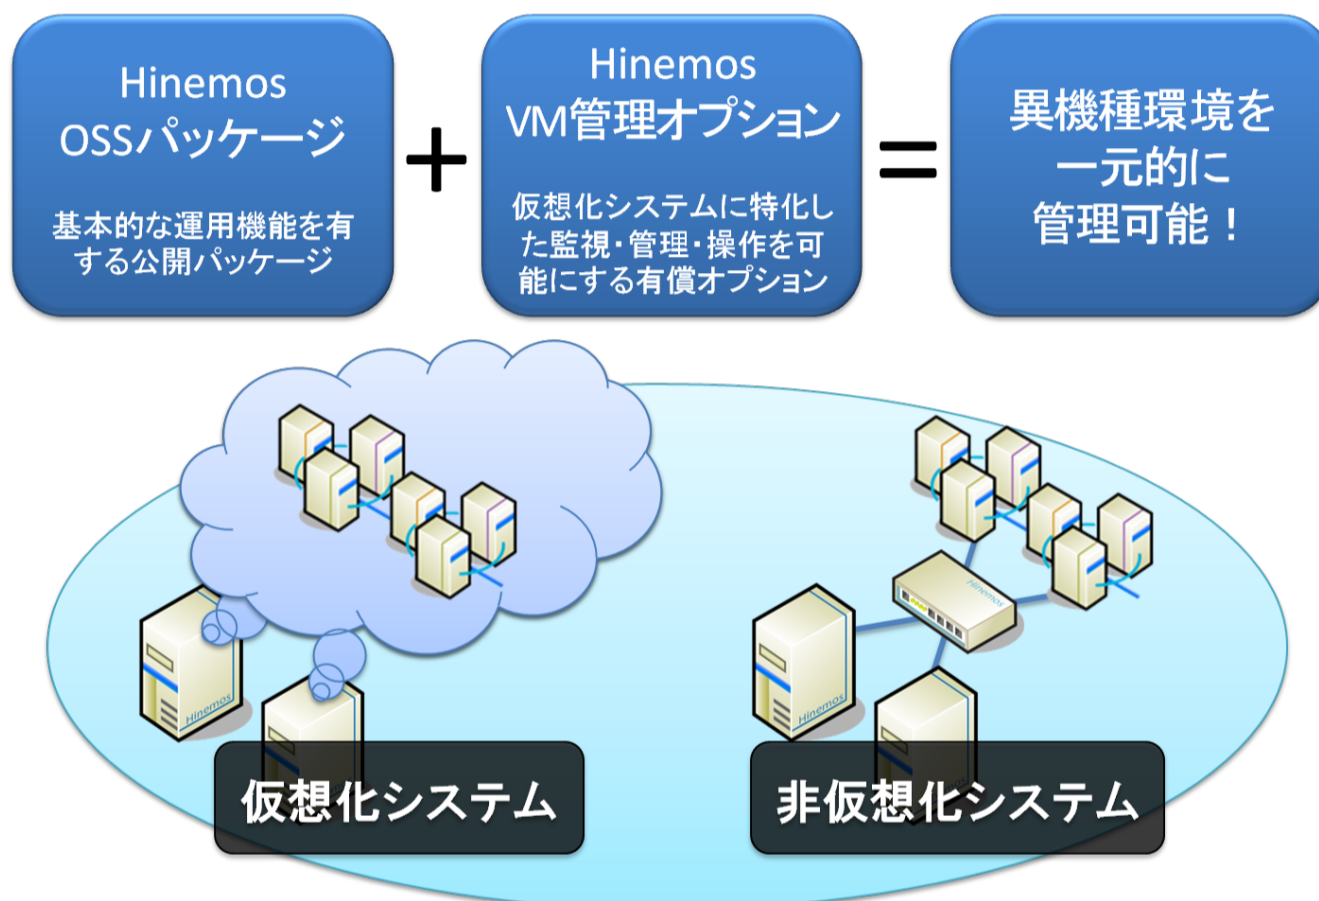 Hinemos
OSSパッケージ
基本的な運用機能を有
する公開パッケージ
+
Hinemos
VM管理オプション
仮想化システムに特化し
た監視・管理・操作を可
能にする有償オプション
=
異機種環境を
一元的に
管理可能！
Hinemos
Hinemos
Hinemos
Hinemos
仮想化システム
非仮想化システム